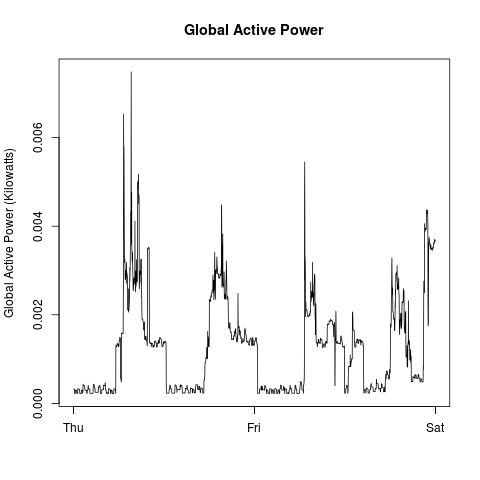 Global Active Power
Global Active Power (Kilowatts)
0.006
0.004
0.002
0.000
Thu Fri Sat